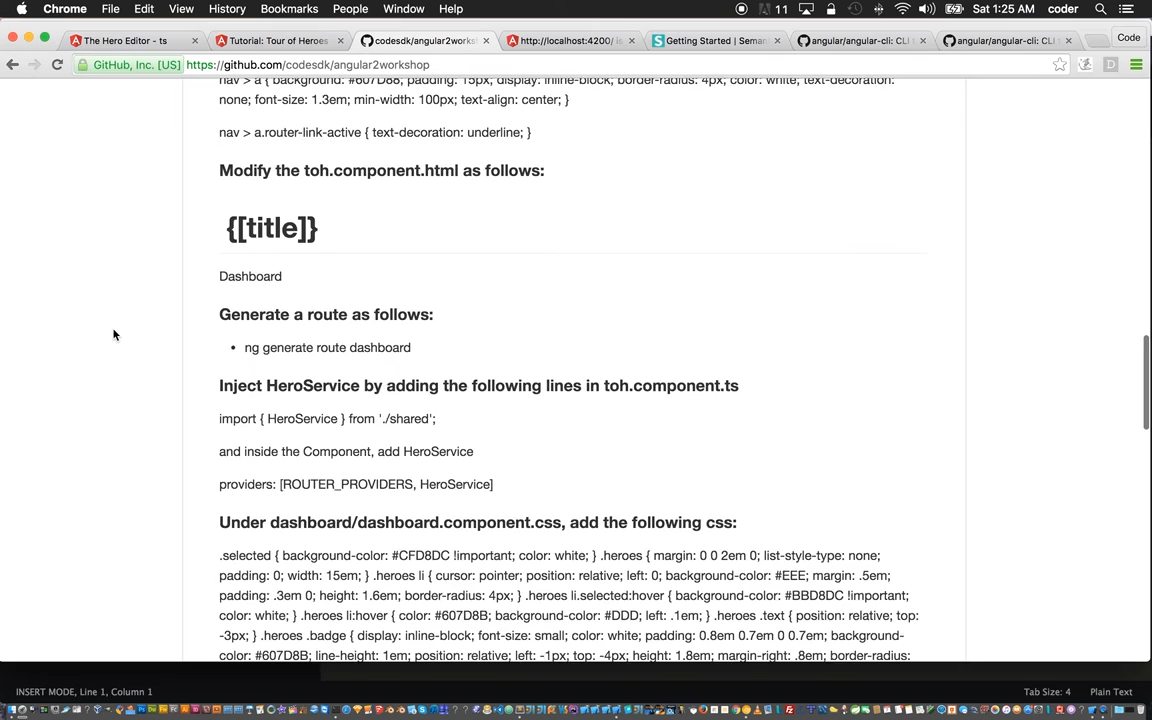 Chrome File Edit View History Bookmarks People Window Help 11 Sat 1:25 AM coder
The Hero Editor - ts Tutorial: Tour of Heroes codesdk/angular2works http://localhost:4200/ is Getting Started | Seman angular/angular-cli: CLI angular/angular-cli: CLI Code
GitHub, Inc. [US] https://github.com/codesdk/angular2workshop
nav > a { background: #607D8B; padding: 15px; display: inline-block; border-radius: 4px; color: white; text-decoration:
none; font-size: 1.3em; min-width: 100px; text-align: center; }
nav > a.router-link-active { text-decoration: underline; }
Modify the toh.component.html as follows:
{[title]}
Dashboard
Generate a route as follows:
• ng generate route dashboard
Inject HeroService by adding the following lines in toh.component.ts
import { HeroService } from './shared';
and inside the Component, add HeroService
providers: [ROUTER_PROVIDERS, HeroService]
Under dashboard/dashboard.component.css, add the following css:
.selected { background-color: #CFD8DC !important; color: white; } .heroes { margin: 0 0 2em 0; list-style-type: none;
padding: 0; width: 15em; } .heroes li { cursor: pointer; position: relative; left: 0; background-color: #EEE; margin: .5em;
padding: .3em 0; height: 1.6em; border-radius: 4px; } .heroes li.selected:hover { background-color: #BBD8DC !important;
color: white; } .heroes li:hover { color: #607D8B; background-color: #DDD; left: .1em; } .heroes .text { position: relative; top:
-3px; } .heroes .badge { display: inline-block; font-size: small; color: white; padding: 0.8em 0.7em 0 0.7em; background-
color: #607D8B; line-height: 1em; position: relative; left: -1px; top: -4px; height: 1.8em; margin-right: .8em; border-radius:
INSERT MODE, Line 1, Column 1 Tab Size: 4 Plain Text